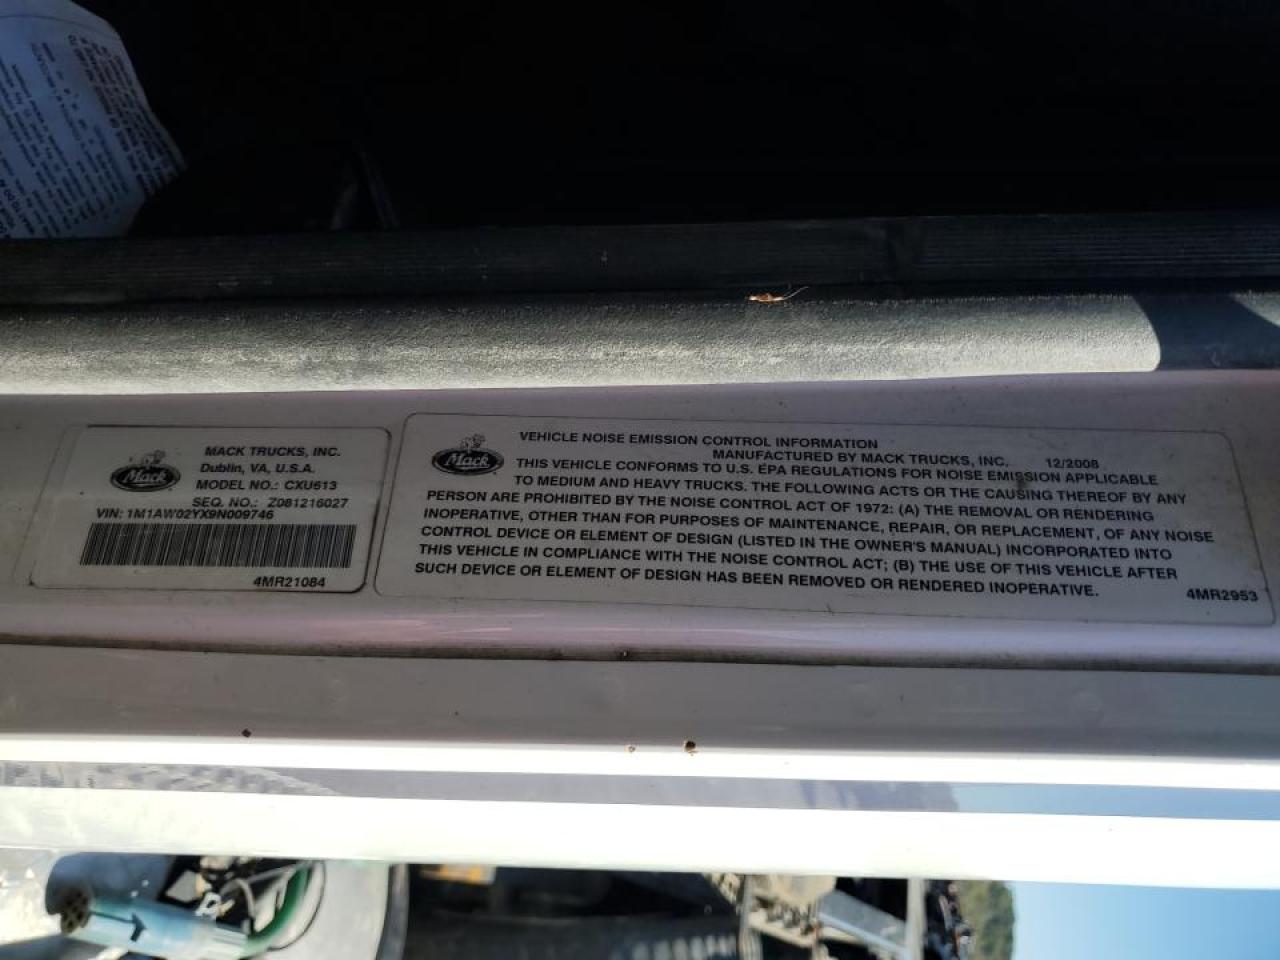 Mack
MACK TRUCKS, INC.
Dublin, VA, U.S.A.
MODEL NO.: CXU613
SEQ. NO.: Z081216027
VIN: 1M1AW02YX9N009746
4MR21084
Mack
VEHICLE NOISE EMISSION CONTROL INFORMATION
MANUFACTURED BY MACK TRUCKS, INC. 12/2008
THIS VEHICLE CONFORMS TO U.S. EPA REGULATIONS FOR NOISE EMISSION APPLICABLE
TO MEDIUM AND HEAVY TRUCKS. THE FOLLOWING ACTS OR THE CAUSING THEREOF BY ANY
PERSON ARE PROHIBITED BY THE NOISE CONTROL ACT OF 1972: (A) THE REMOVAL OR RENDERING
INOPERATIVE, OTHER THAN FOR PURPOSES OF MAINTENANCE, REPAIR, OR REPLACEMENT, OF ANY NOISE
CONTROL DEVICE OR ELEMENT OF DESIGN (LISTED IN THE OWNER'S MANUAL) INCORPORATED INTO
THIS VEHICLE IN COMPLIANCE WITH THE NOISE CONTROL ACT; (B) THE USE OF THIS VEHICLE AFTER
SUCH DEVICE OR ELEMENT OF DESIGN HAS BEEN REMOVED OR RENDERED INOPERATIVE.
4MR2953